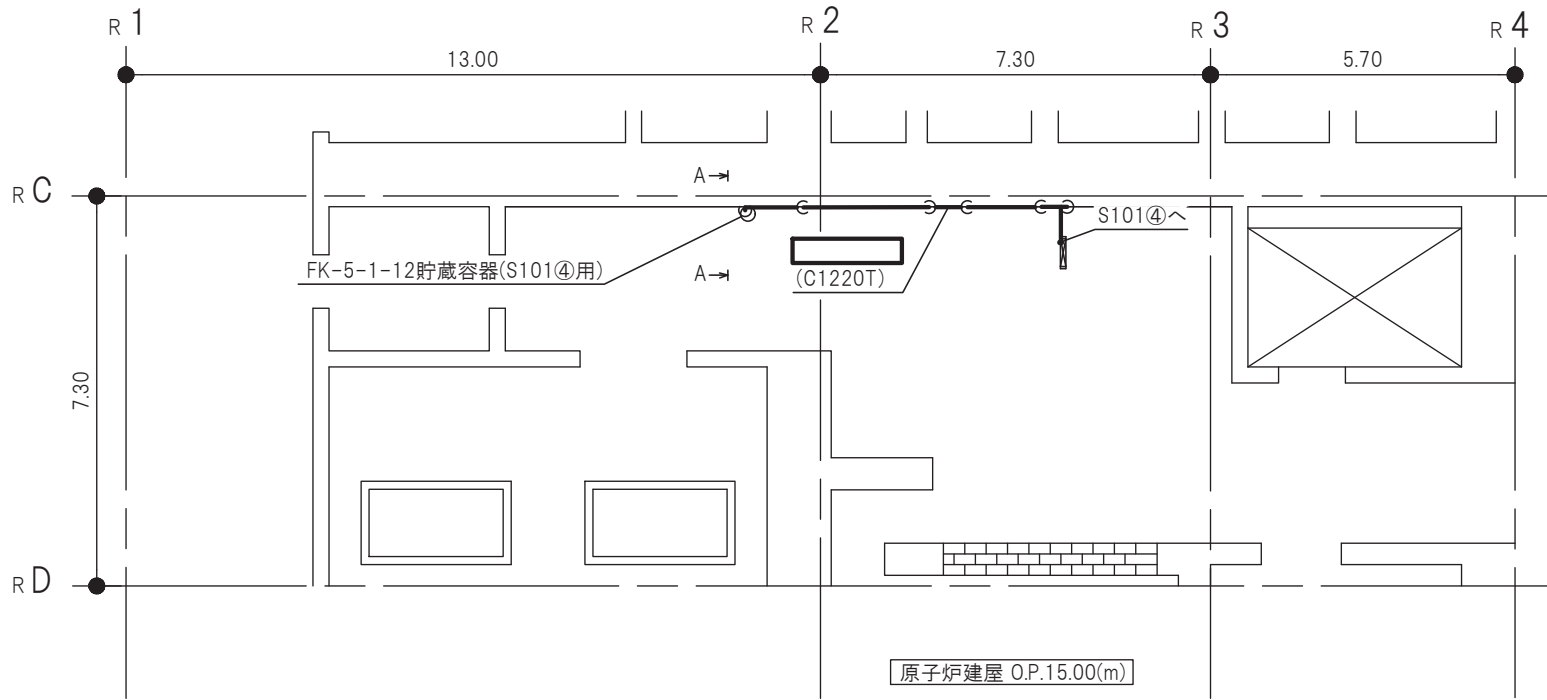 R 1
R 2
R 3
R 4
13.00
7.30
5.70
R C
A
S101④へ
FK-5-1-12貯蔵容器(S101④用)
A
(C1220T)
7.30
R D
原子炉建屋 O.P.15.00(m)